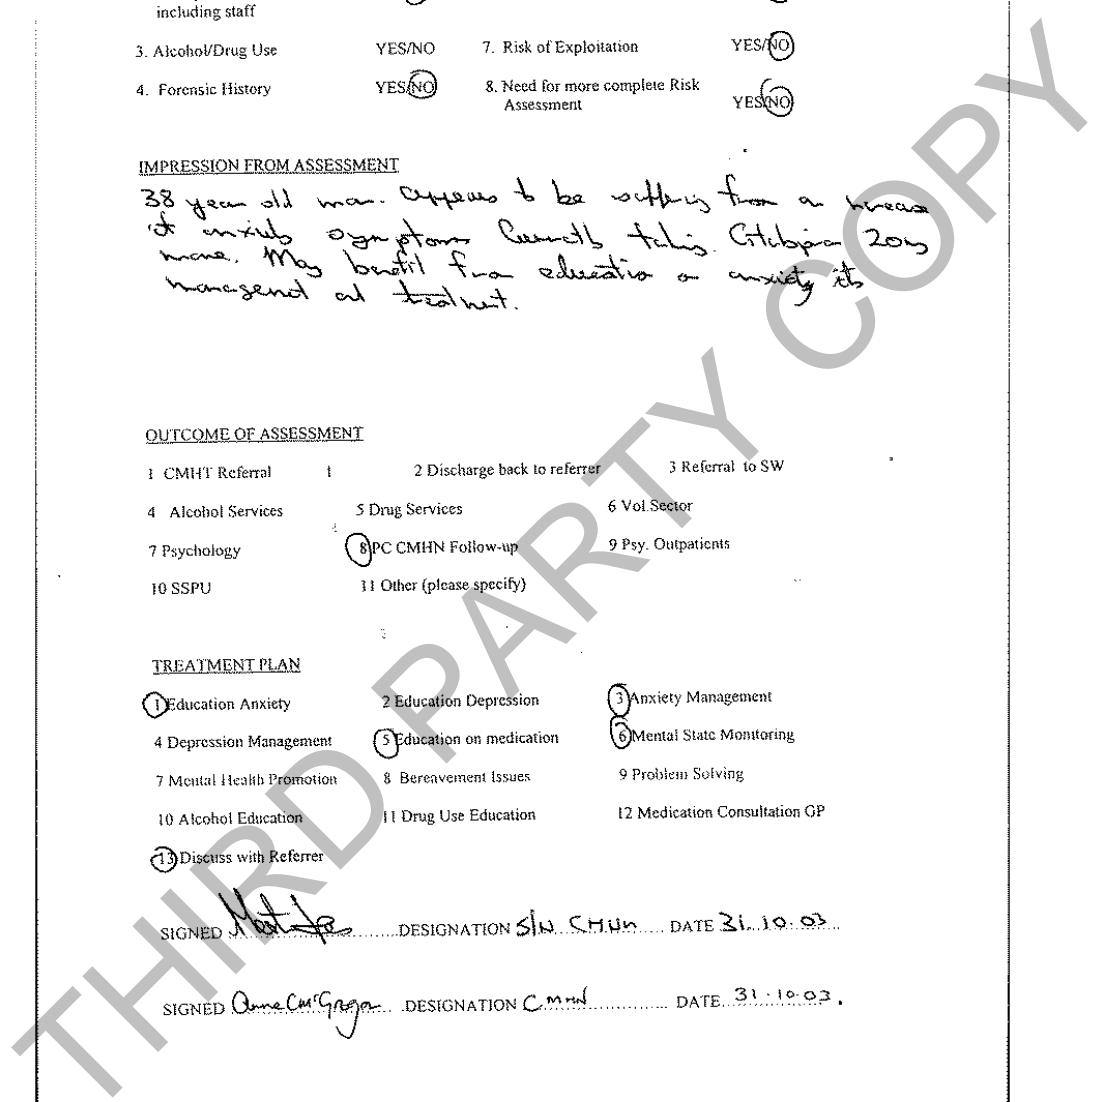 including staff
3. Alcohol/Drug Use YES/NO 7. Risk of Exploitation YES/NO
4. Forensic History YES/NO 8. Need for more complete Risk
Assessment YES/NO
IMPRESSION FROM ASSESSMENT
38 year old man. Appears to be suffering from a increase
of anxiety symptoms Currently taking 20mg
mane. May benefit from education on anxiety its
management and treatment.
OUTCOME OF ASSESSMENT
1 CMHT Referral 1 2 Discharge back to referrer 3 Referral to SW
4 Alcohol Services 5 Drug Services 6 Vol.Sector
7 Psychology 8 PC CMHN Follow-up 9 Psy. Outpatients
10 SSPU 11 Other (please specify)
TREATMENT PLAN
1 Education Anxiety 2 Education Depression 3 Anxiety Management
4 Depression Management 5 Education on medication 6 Mental State Monitoring
7 Mental Health Promotion 8 Bereavement Issues 9 Problem Solving
10 Alcohol Education 11 Drug Use Education 12 Medication Consultation GP
13 Discuss with Referrer
SIGNED DESIGNATION S/N CMHN DATE 31.10.03
SIGNED Anne C McGregor DESIGNATION CMHN DATE 31.10.03.
THIRD PARTY COPY